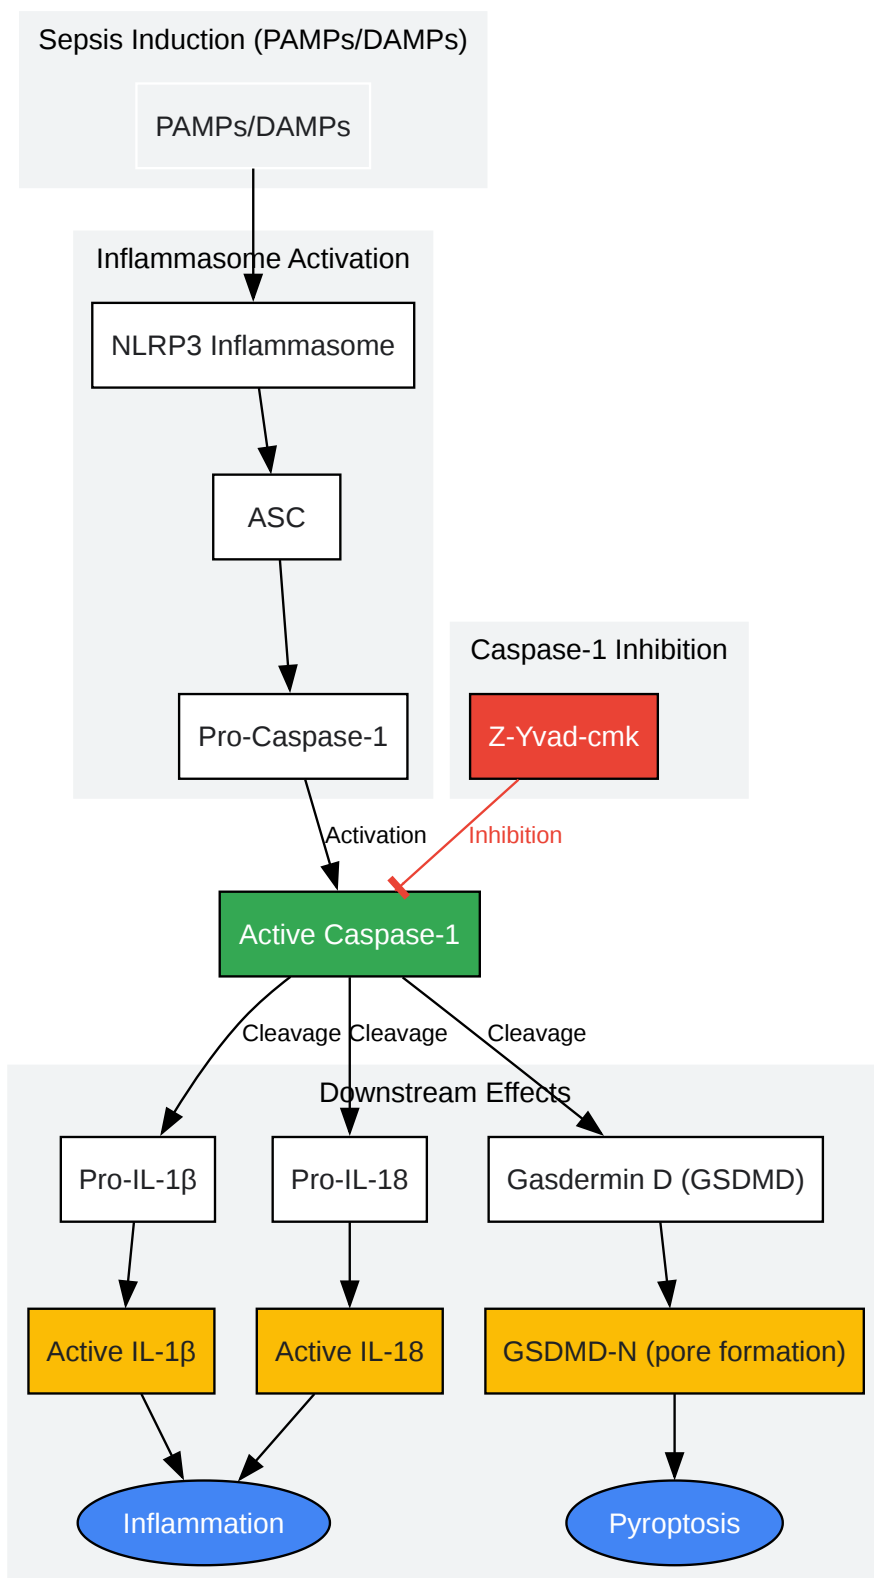 Sepsis Induction (PAMPs/DAMPs)
PAMPs/DAMPs
Inflammasome Activation
NLRP3 Inflammasome
ASC
Caspase-1 Inhibition
Pro-Caspase-1
Z-Yvad-cmk
Activation
Inhibition
Active Caspase-1
Cleavage
Cleavage
Cleavage
Downstream Effects
Pro-IL-1β
Pro-IL-18
Gasdermin D (GSDMD)
Active IL-1β
Active IL-18
GSDMD-N (pore formation)
Inflammation
Pyroptosis